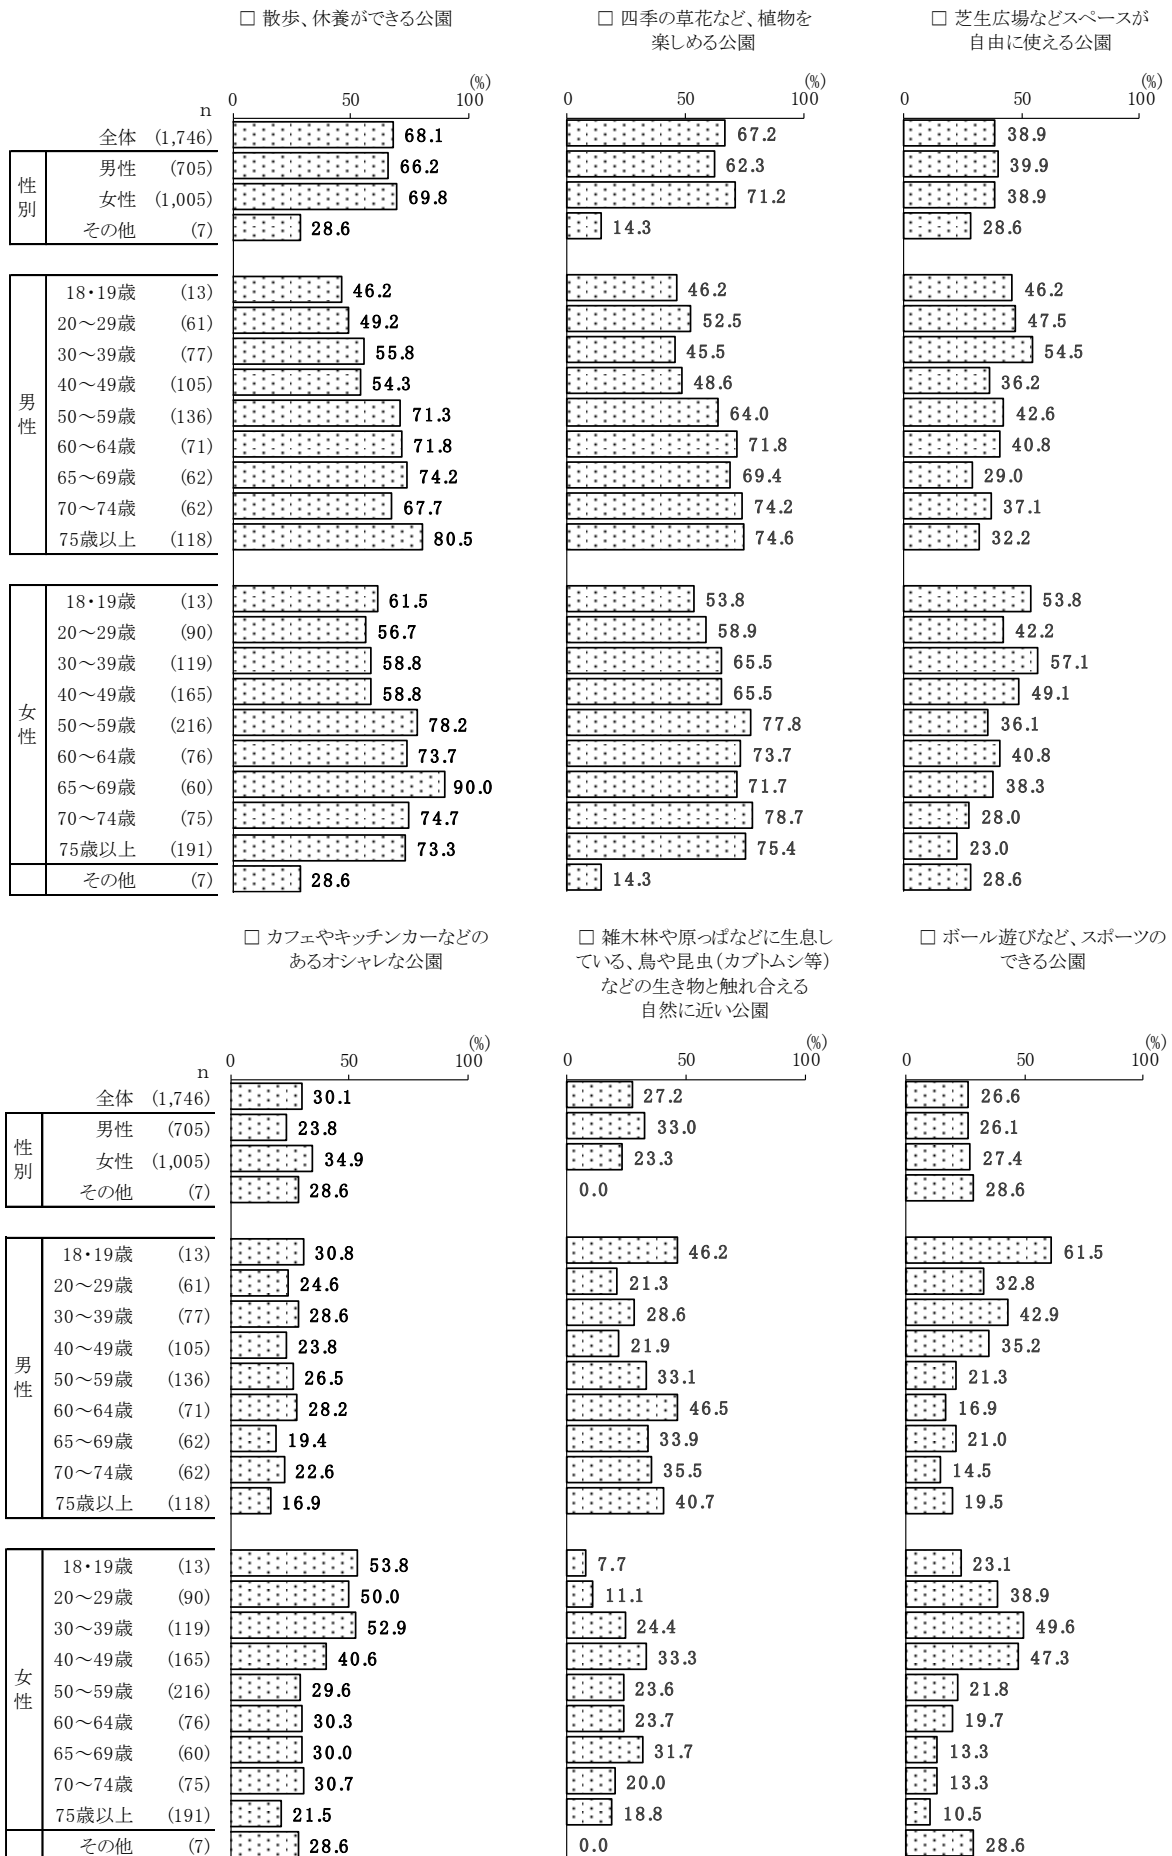 □ 散歩、休養ができる公園 □ 四季の草花など、植物を □ 芝生広場などスペースが
楽しめる公園 自由に使える公園
(%) (%) (%)
n 0 50 100 0 50 100 0 50 100
全体 (1,746) 68.1 67.2 38.9
性別
男性 (705) 66.2 62.3 39.9
女性 (1,005) 69.8 71.2 38.9
その他 (7) 28.6 14.3 28.6
男性
18・19歳 (13) 46.2 46.2 46.2
20～29歳 (61) 49.2 52.5 47.5
30～39歳 (77) 55.8 45.5 54.5
40～49歳 (105) 54.3 48.6 36.2
50～59歳 (136) 71.3 64.0 42.6
60～64歳 (71) 71.8 71.8 40.8
65～69歳 (62) 74.2 69.4 29.0
70～74歳 (62) 67.7 74.2 37.1
75歳以上 (118) 80.5 74.6 32.2
女性
18・19歳 (13) 61.5 53.8 53.8
20～29歳 (90) 56.7 58.9 42.2
30～39歳 (119) 58.8 65.5 57.1
40～49歳 (165) 58.8 65.5 49.1
50～59歳 (216) 78.2 77.8 36.1
60～64歳 (76) 73.7 73.7 40.8
65～69歳 (60) 90.0 71.7 38.3
70～74歳 (75) 74.7 78.7 28.0
75歳以上 (191) 73.3 75.4 23.0
その他 (7) 28.6 14.3 28.6
□ カフェやキッチンカーなどの □ 雑木林や原っぱなどに生息し □ ボール遊びなど、スポーツの
あるオシャレな公園 ている、鳥や昆虫(カブトムシ等) できる公園
などの生き物と触れ合える
自然に近い公園
(%) (%) (%)
n 0 50 100 0 50 100 0 50 100
全体 (1,746) 30.1 27.2 26.6
性別
男性 (705) 23.8 33.0 26.1
女性 (1,005) 34.9 23.3 27.4
その他 (7) 28.6 0.0 28.6
男性
18・19歳 (13) 30.8 46.2 61.5
20～29歳 (61) 24.6 21.3 32.8
30～39歳 (77) 28.6 28.6 42.9
40～49歳 (105) 23.8 21.9 35.2
50～59歳 (136) 26.5 33.1 21.3
60～64歳 (71) 28.2 46.5 16.9
65～69歳 (62) 19.4 33.9 21.0
70～74歳 (62) 22.6 35.5 14.5
75歳以上 (118) 16.9 40.7 19.5
女性
18・19歳 (13) 53.8 7.7 23.1
20～29歳 (90) 50.0 11.1 38.9
30～39歳 (119) 52.9 24.4 49.6
40～49歳 (165) 40.6 33.3 47.3
50～59歳 (216) 29.6 23.6 21.8
60～64歳 (76) 30.3 23.7 19.7
65～69歳 (60) 30.0 31.7 13.3
70～74歳 (75) 30.7 20.0 13.3
75歳以上 (191) 21.5 18.8 10.5
その他 (7) 28.6 0.0 28.6